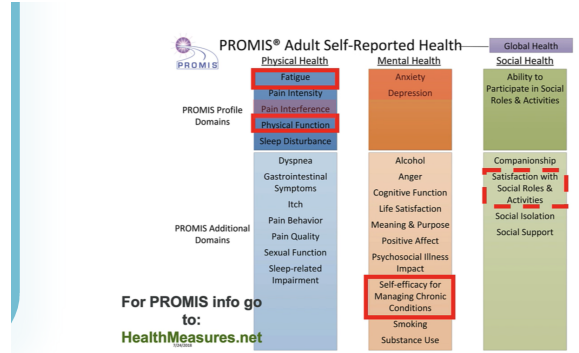 PROMIS® Adult Self-Reported Health
Global Health
PROMIS
Physical Health
Mental Health
Social Health
PROMIS Profile
Domains
Fatigue
Pain Intensity
Pain Interference
Physical Function
Sleep Disturbance
Anxiety
Depression
Ability to
Participate in Social
Roles & Activities
PROMIS Additional
Domains
Dyspnea
Gastrointestinal
Symptoms
Itch
Pain Behavior
Pain Quality
Sexual Function
Sleep-related
Impairment
Alcohol
Anger
Cognitive Function
Life Satisfaction
Meaning & Purpose
Positive Affect
Psychosocial Illness
Impact
Self-efficacy for
Managing Chronic
Conditions
Smoking
Substance Use
Companionship
Satisfaction with
Social Roles &
Activities
Social Isolation
Social Support
For PROMIS info go
to:
HealthMeasures.net